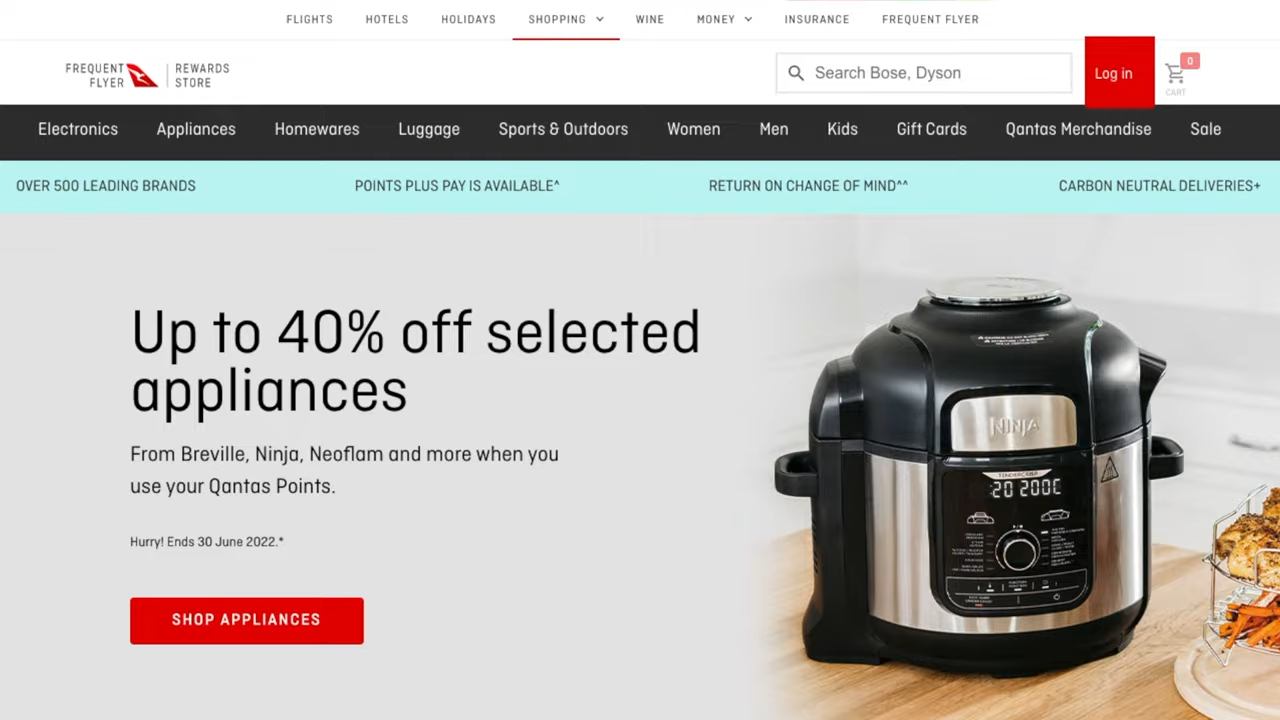 FLIGHTS HOTELS HOLIDAYS SHOPPING WINE MONEY INSURANCE FREQUENT FLYER
FREQUENT FLYER
REWARDS STORE
Search Bose, Dyson
Log in
0
CART
Electronics Appliances Homewares Luggage Sports & Outdoors Women Men Kids Gift Cards Qantas Merchandise Sale
OVER 500 LEADING BRANDS POINTS PLUS PAY IS AVAILABLE^ RETURN ON CHANGE OF MIND^^ CARBON NEUTRAL DELIVERIES+
Up to 40% off selected
appliances
From Breville, Ninja, Neoflam and more when you
use your Qantas Points.
Hurry! Ends 30 June 2022.*
SHOP APPLIANCES
NINJA
TENDERCRISP
20 200C